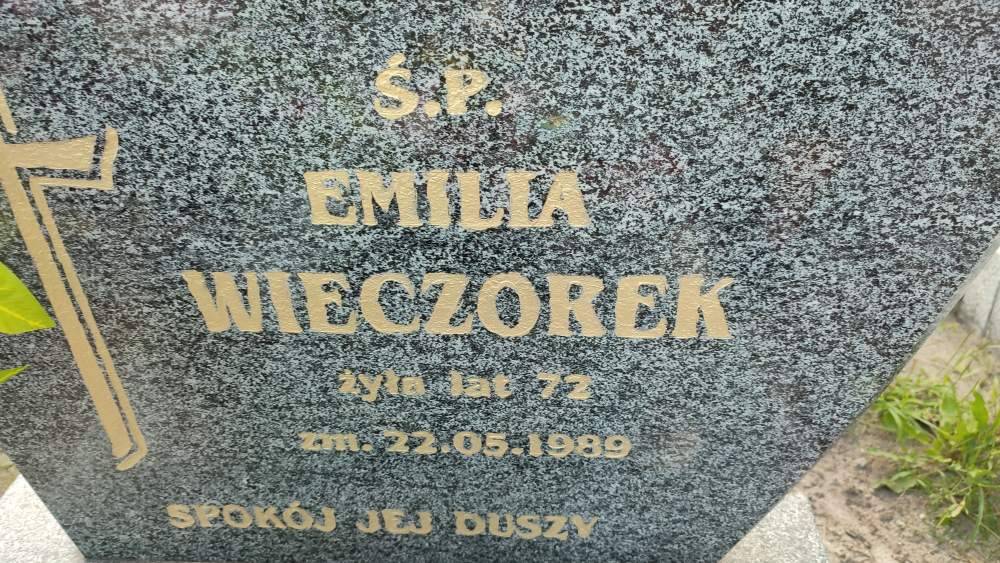 Ś.P.
EMILIA
WIECZOREK
żyła lat 72
zm. 22.05.1989
SPOKÓJ JEJ DUSZY